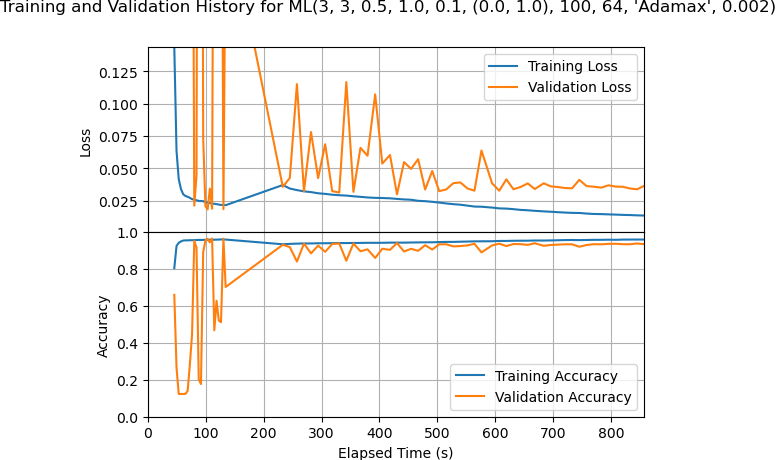 Training and Validation History for ML(3, 3, 0.5, 1.0, 0.1, (0.0, 1.0), 100, 64, 'Adamax', 0.002)
0.125
0.100
0.075
0.050
0.025
Loss
Training Loss
Validation Loss
1.0
0.8
0.6
0.4
0.2
0.0
Accuracy
Training Accuracy
Validation Accuracy
0 100 200 300 400 500 600 700 800
Elapsed Time (s)